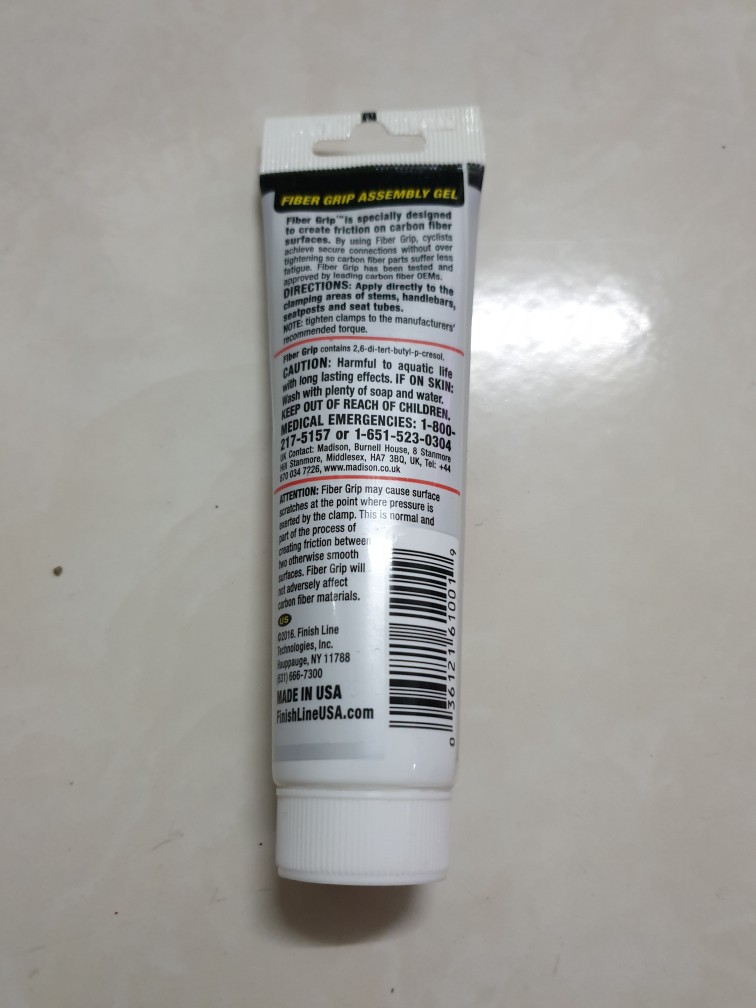 FIBER GRIP ASSEMBLY GEL
Fiber Grip™ is specially designed
to create friction on carbon fiber
surfaces. By using Fiber Grip, cyclists
achieve secure connections without over
tightening so carbon fiber parts suffer less
fatigue. Fiber Grip has been tested and
approved by leading carbon fiber OEMs.
DIRECTIONS: Apply directly to the
clamping areas of stems, handlebars,
seatposts and seat tubes.
NOTE: tighten clamps to the manufacturers'
recommended torque.
Fiber Grip contains 2,6-di-tert-butyl-p-cresol.
CAUTION: Harmful to aquatic life
with long lasting effects. IF ON SKIN:
Wash with plenty of soap and water.
KEEP OUT OF REACH OF CHILDREN.
MEDICAL EMERGENCIES: 1-800-
217-5157 or 1-651-523-0304
UK Contact: Madison, Burnell House, 8 Stanmore
Hill Stanmore, Middlesex, HA7 3BQ, UK, Tel: +44
870 034 7226, www.madison.co.uk
ATTENTION: Fiber Grip may cause surface
scratches at the point where pressure is
exerted by the clamp. This is normal and
part of the process of
creating friction between
two otherwise smooth
surfaces. Fiber Grip will
not adversely affect
carbon fiber materials.
US
©2016. Finish Line
Technologies, Inc.
Hauppauge, NY 11788
(631) 666-7300
MADE IN USA
FinishLineUSA.com
0 36121 61001 9